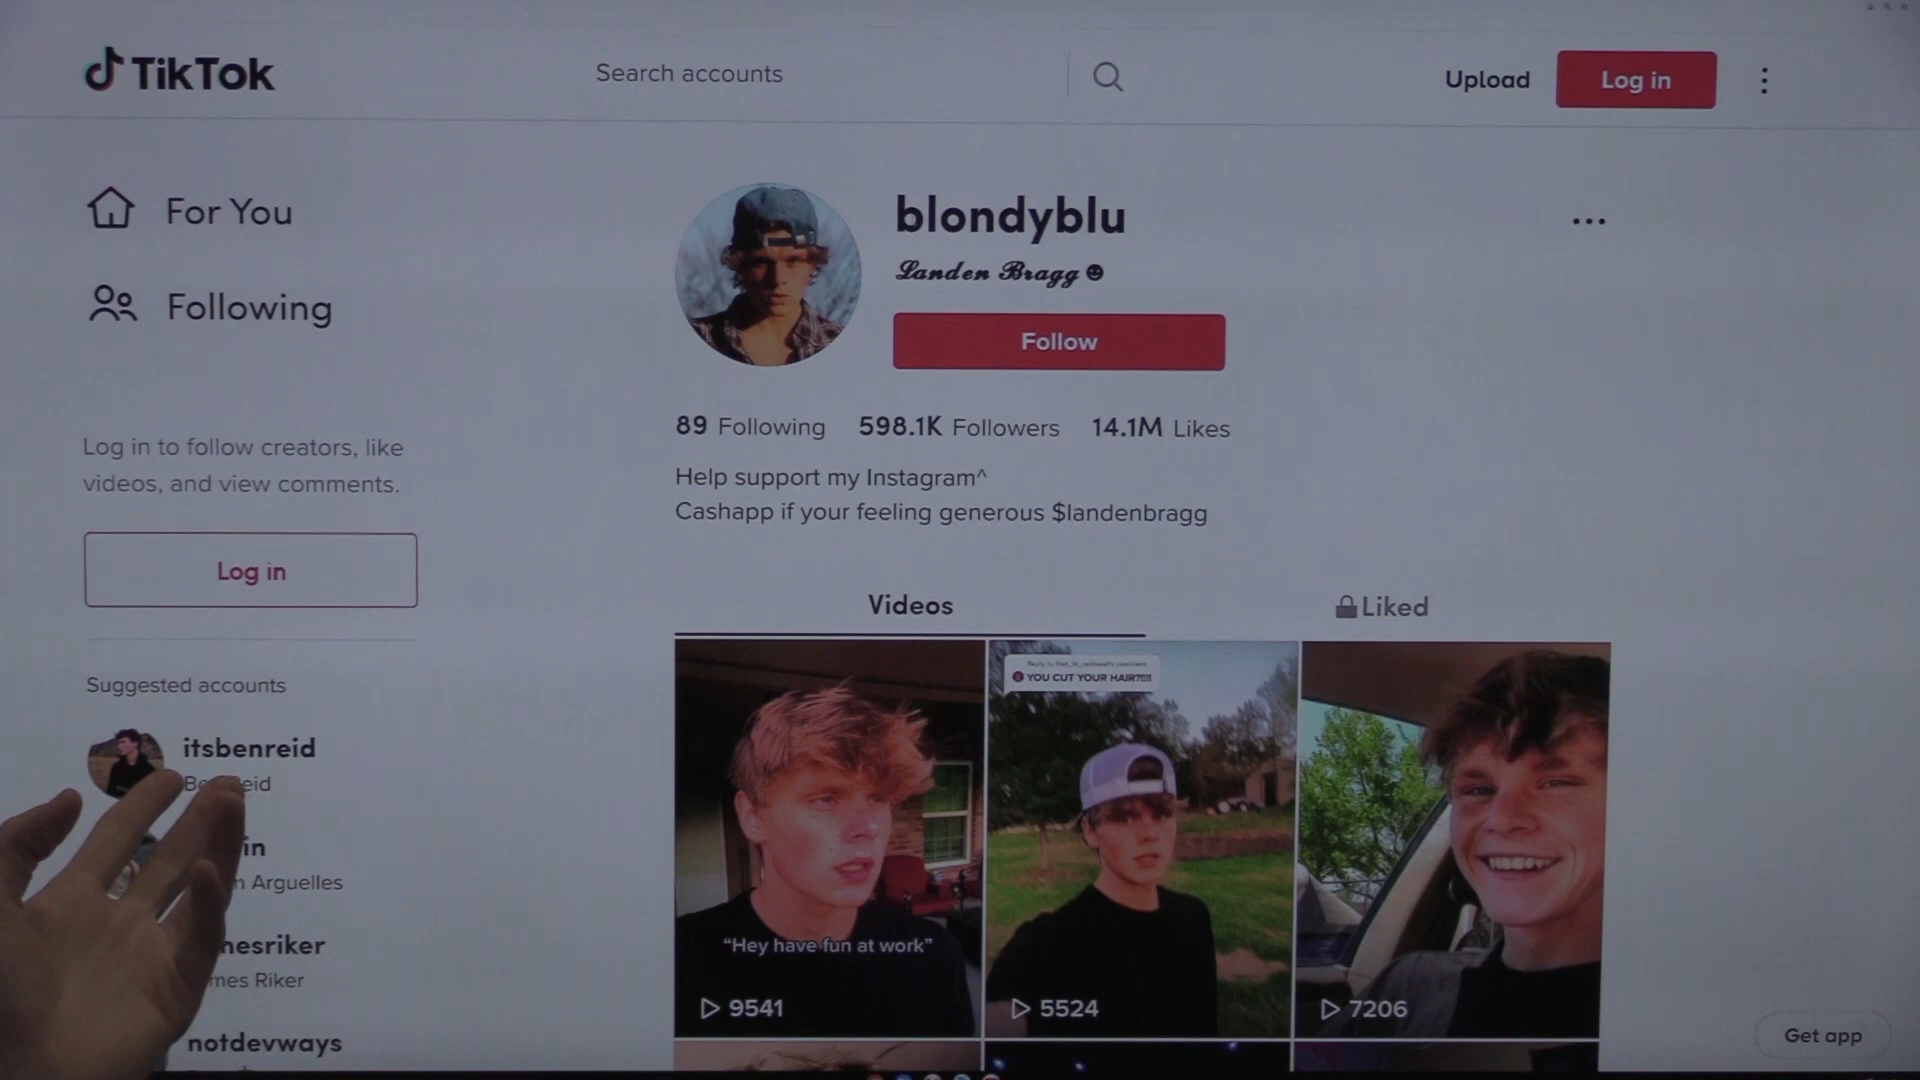 TikTok
Search accounts
Upload
Log in
For You
Following
blondyblu
Landen Bragg
Follow
89 Following 598.1K Followers 14.1M Likes
Help support my Instagram^
Cashapp if your feeling generous $landenbragg
Log in to follow creators, like
videos, and view comments.
Log in
Videos
Liked
Suggested accounts
itsbenreid
in
Arguelles
Riker
notdevways
YOU CUT YOUR HAIR?!!!!
"Hey have fun at work"
9541
5524
7206
Get app